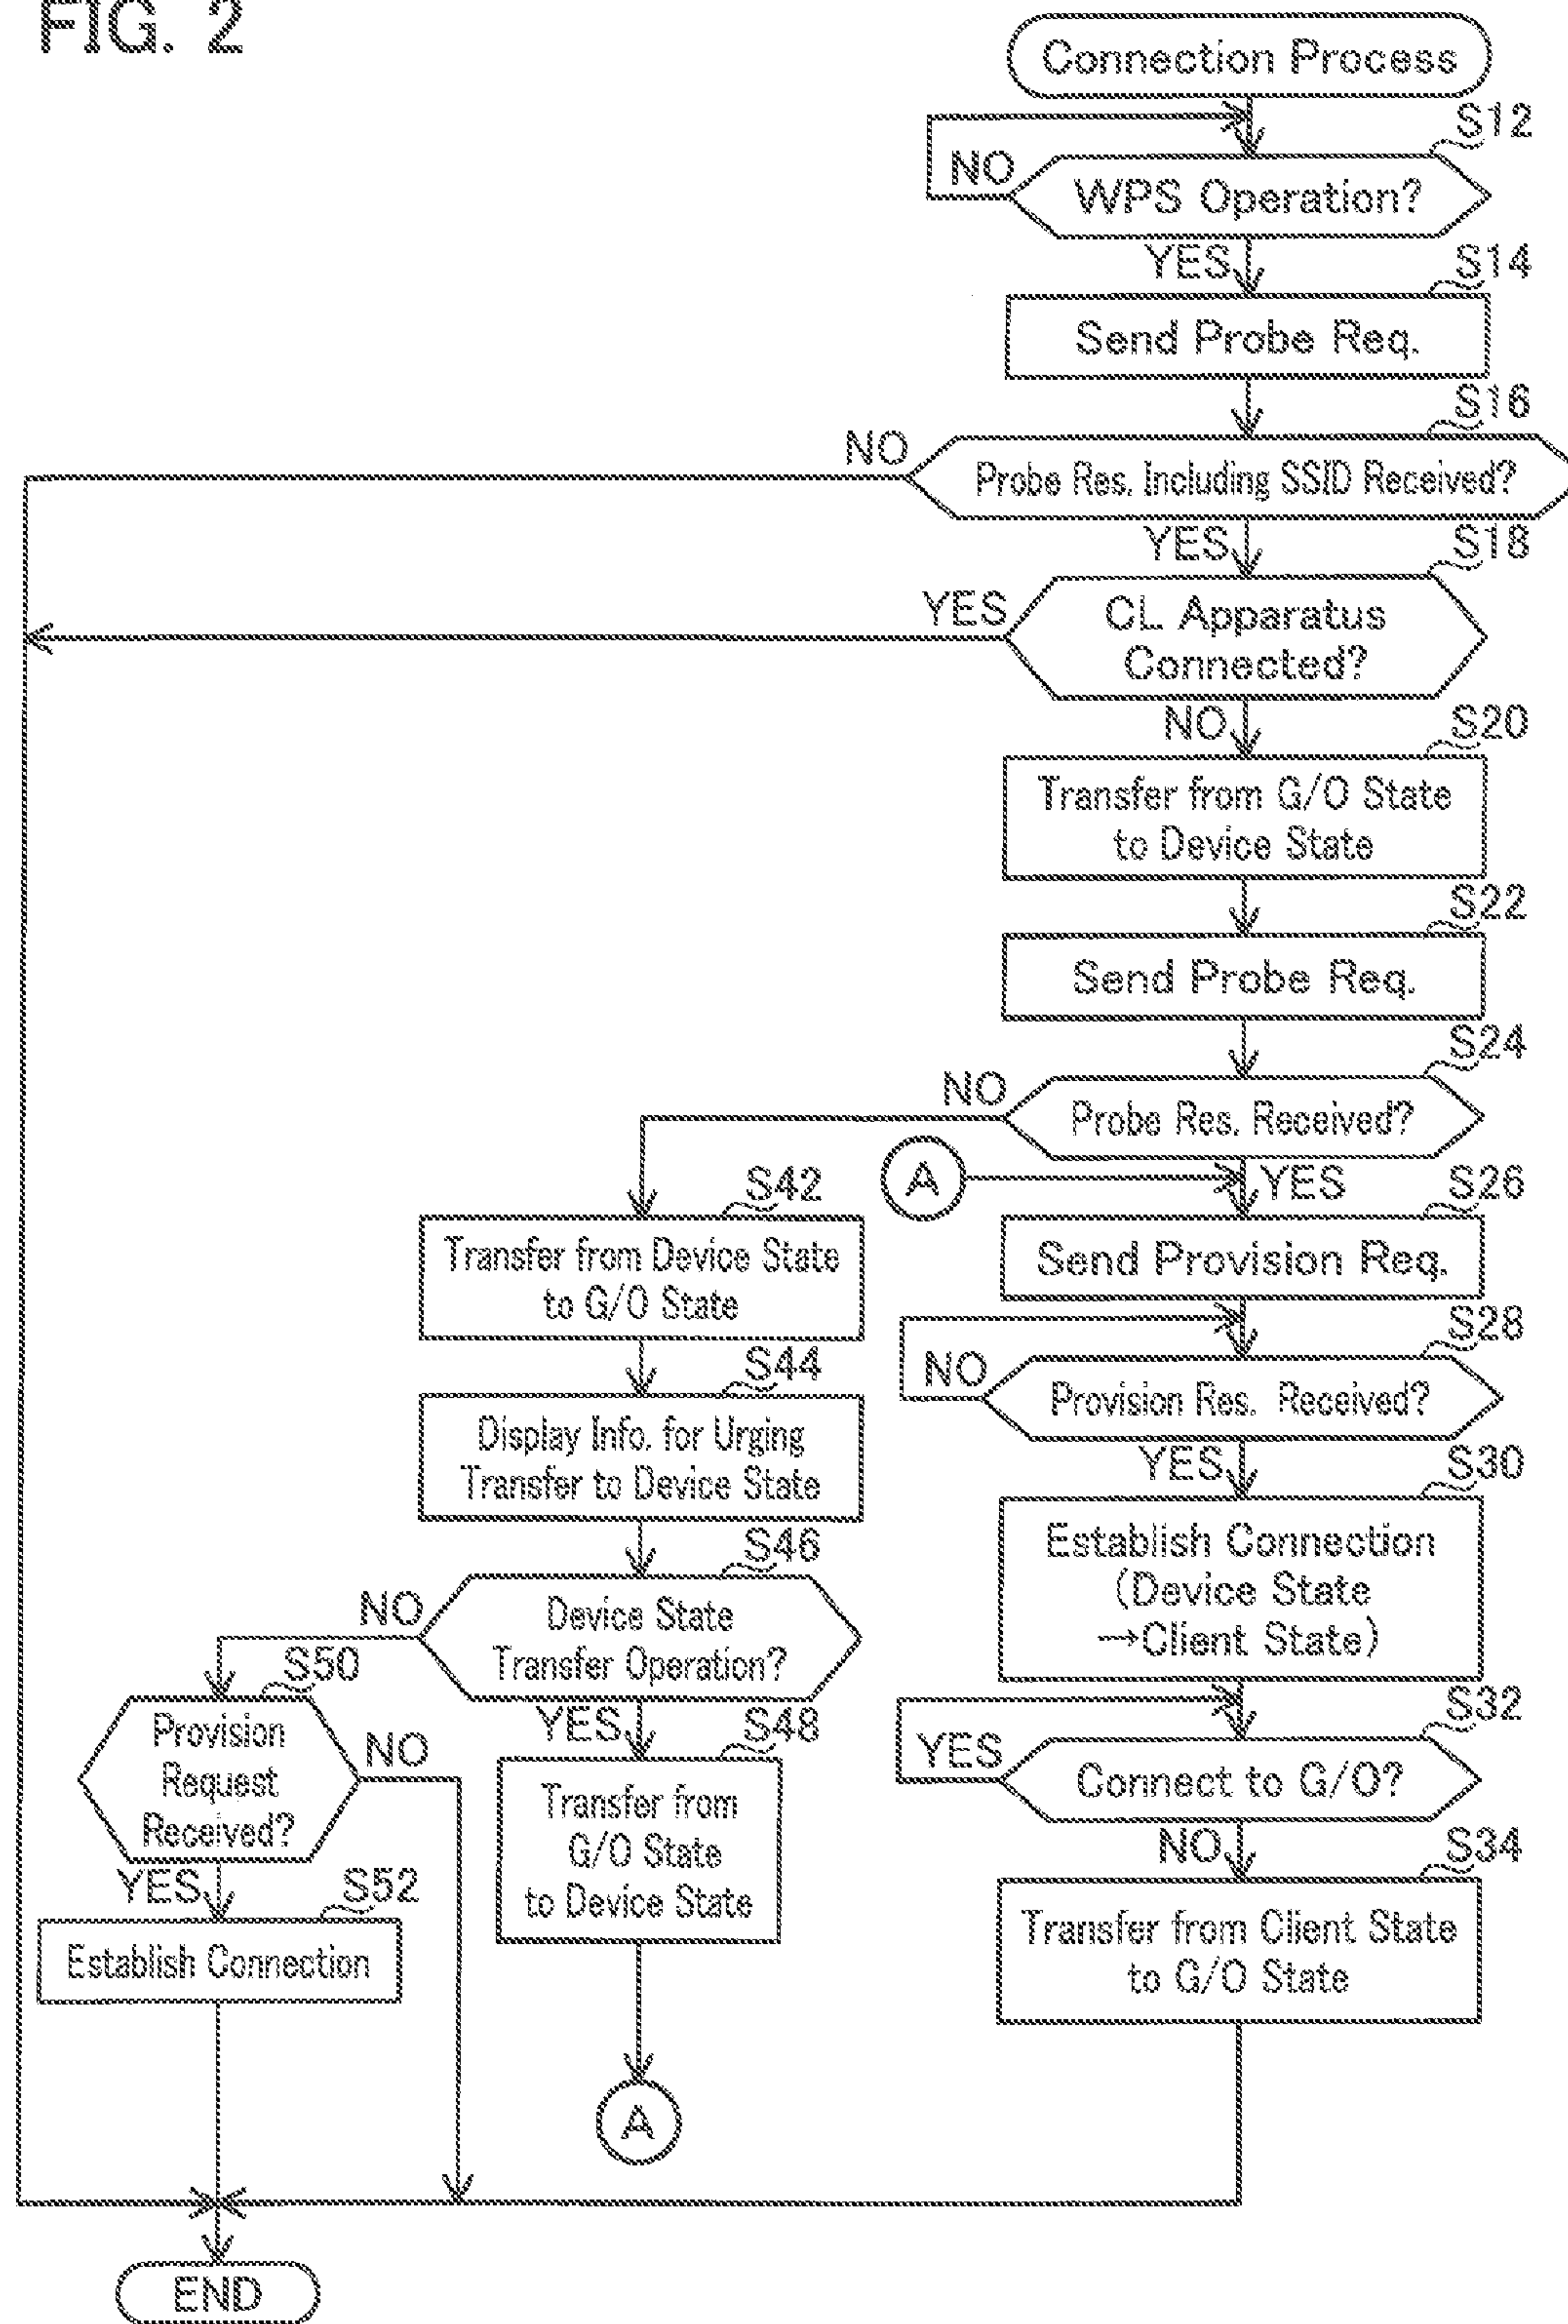 FIG. 2
Connection Process
S12
NO
WPS Operation?
YES
S14
Send Probe Req.
S16
NO
Probe Res. Including SSID Received?
YES
S18
YES
CL Apparatus
Connected?
NO
S20
Transfer from G/O State
to Device State
S22
Send Probe Req.
S24
NO
Probe Res. Received?
A
YES
S26
Send Provision Req.
S28
NO
Provision Res. Received?
YES
S30
Establish Connection
(Device State
→Client State)
S32
YES
Connect to G/O?
NO
S34
Transfer from Client State
to G/O State
S42
Transfer from Device State
to G/O State
S44
Display Info. for Urging
Transfer to Device State
S46
NO
Device State
Transfer Operation?
YES
S48
Transfer from
G/O State
to Device State
A
S50
Provision
Request
Received?
NO
YES
S52
Establish Connection
END